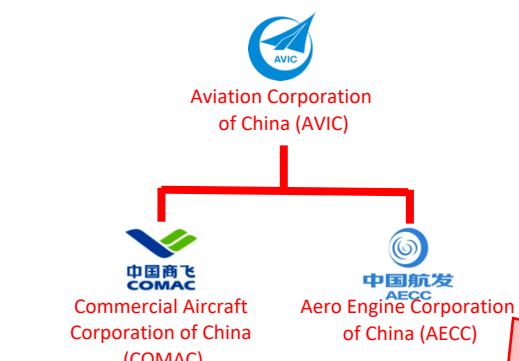 AVIC
Aviation Corporation
of China (AVIC)
中国商飞
COMAC
Commercial Aircraft
Corporation of China
(COMAC)
中国航发
AECC
Aero Engine Corporation
of China (AECC)